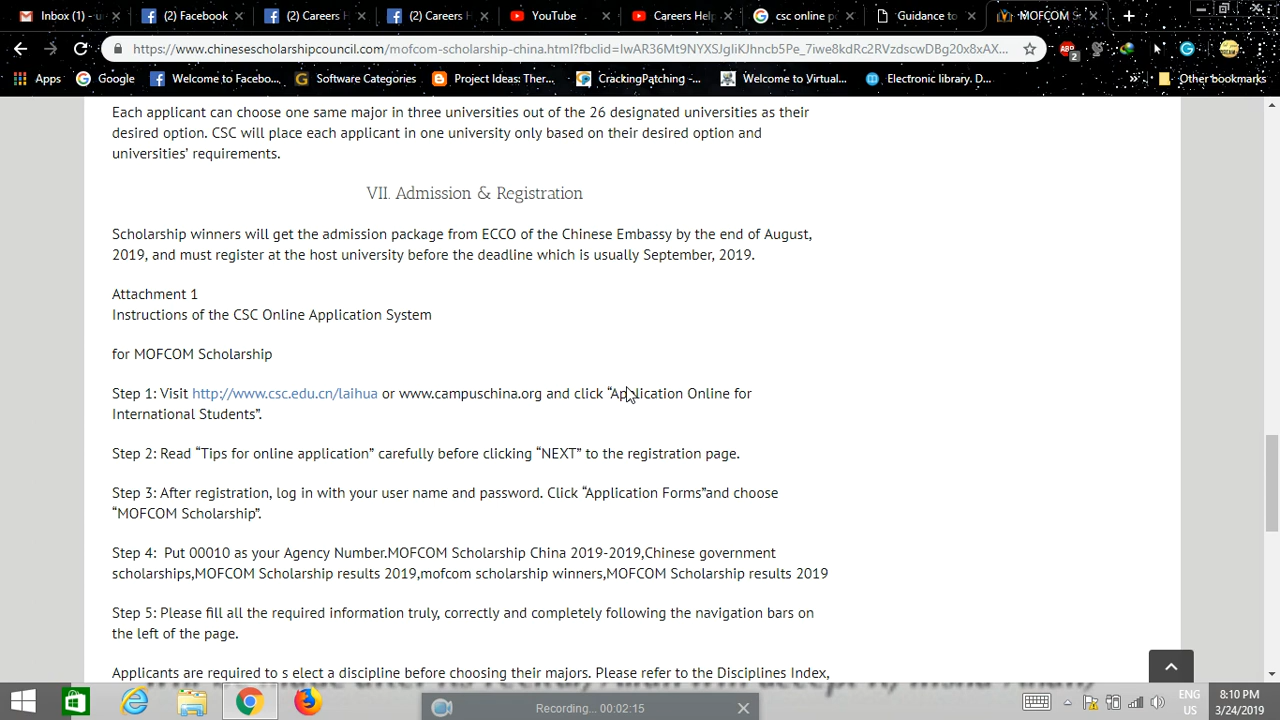 Inbox (1) - u
(2) Facebook
(2) Careers H
(2) Careers H
YouTube
Careers Help
csc online p
Guidance to
MOFCOM S
https://www.chinesescholarshipcouncil.com/mofcom-scholarship-china.html?fbclid=IwAR36Mt9NYXSJgIiKJhncb5Pe_7iwe8kdRc2RVzdscwDBg20x8xAX...
ABP
2
Apps
Google
Welcome to Facebo...
Software Categories
Project Ideas: Ther...
CrackingPatching -...
Welcome to Virtual...
Electronic library. D...
Other bookmarks
Each applicant can choose one same major in three universities out of the 26 designated universities as their
desired option. CSC will place each applicant in one university only based on their desired option and
universities’ requirements.
VII. Admission & Registration
Scholarship winners will get the admission package from ECCO of the Chinese Embassy by the end of August,
2019, and must register at the host university before the deadline which is usually September, 2019.
Attachment 1
Instructions of the CSC Online Application System
for MOFCOM Scholarship
Step 1: Visit http://www.csc.edu.cn/laihua or www.campuschina.org and click “Application Online for
International Students”.
Step 2: Read “Tips for online application” carefully before clicking “NEXT” to the registration page.
Step 3: After registration, log in with your user name and password. Click “Application Forms”and choose
“MOFCOM Scholarship”.
Step 4:  Put 00010 as your Agency Number.MOFCOM Scholarship China 2019-2019,Chinese government
scholarships,MOFCOM Scholarship results 2019,mofcom scholarship winners,MOFCOM Scholarship results 2019
Step 5: Please fill all the required information truly, correctly and completely following the navigation bars on
the left of the page.
Applicants are required to s elect a discipline before choosing their majors. Please refer to the Disciplines Index,
Recording... 00:02:15
ENG
US
8:10 PM
3/24/2019